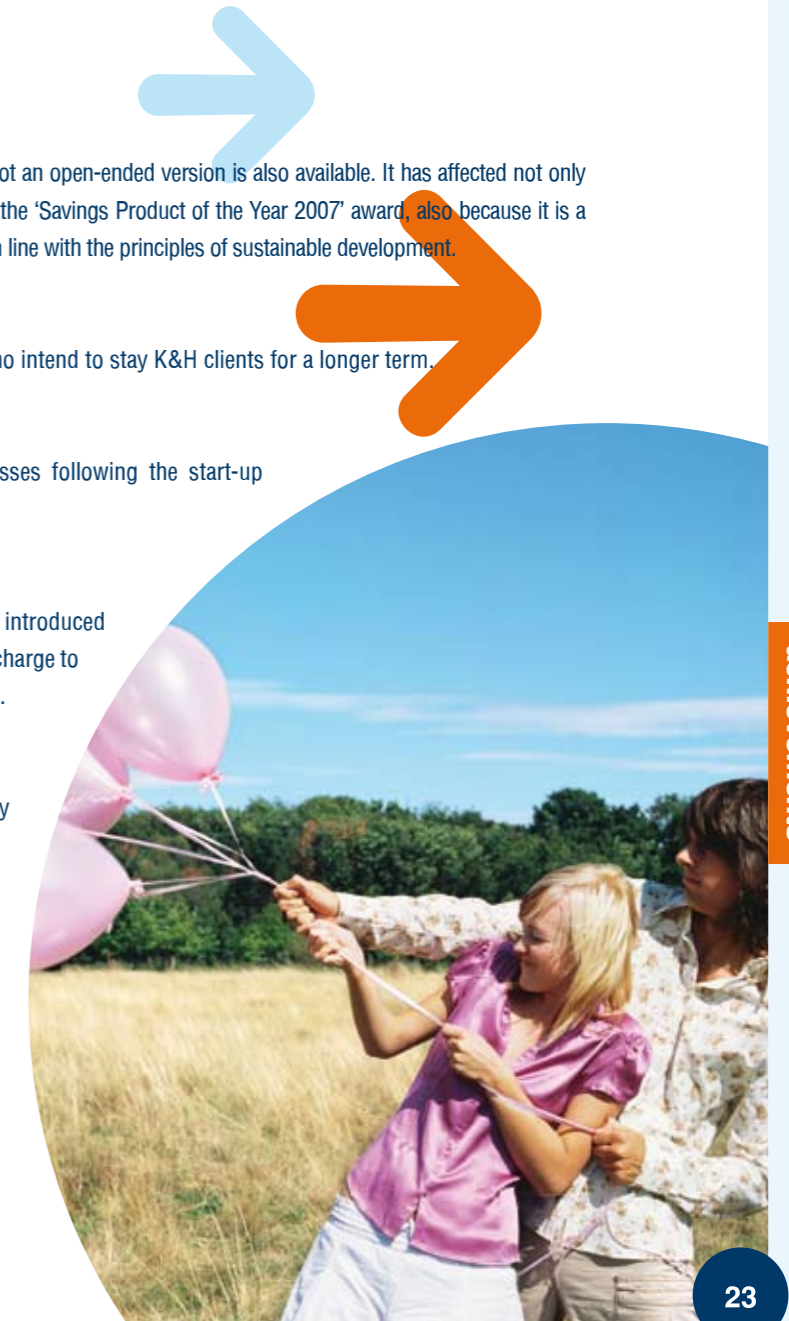 ot an open-ended version is also available. It has affected not only
the ‘Savings Product of the Year 2007’ award, also because it is a
line with the principles of sustainable development.
no intend to stay K&H clients for a longer term.
sses following the start-up
introduced
charge to
.
y
23